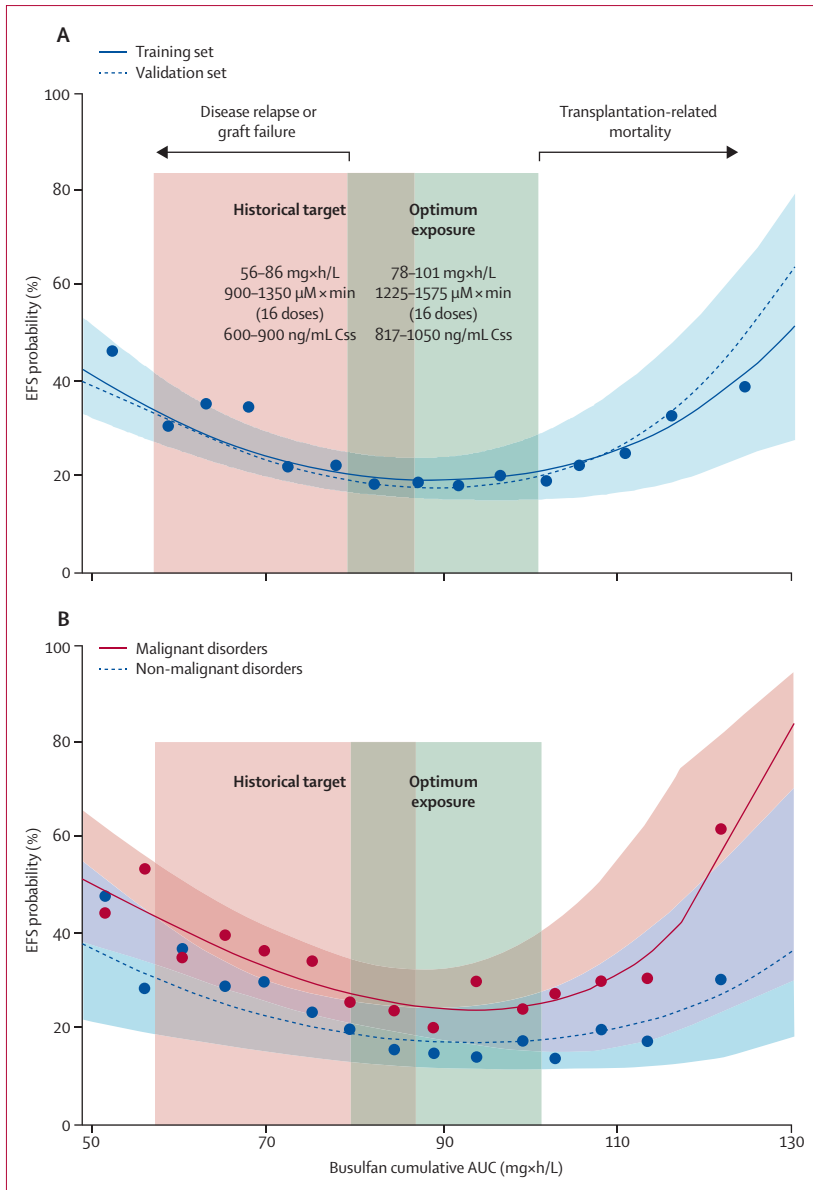 A
Training set
Validation set
100
80
60
40
20
0
EFS probability (%)
Disease relapse or
graft failure
Transplantation-related
mortality
Historical target
56–86 mg×h/L
900–1350 µM×min
(16 doses)
600–900 ng/mL Css
Optimum
exposure
78–101 mg×h/L
1225–1575 µM×min
(16 doses)
817–1050 ng/mL Css
B
Malignant disorders
Non-malignant disorders
100
80
60
40
20
0
EFS probability (%)
Historical target
Optimum
exposure
50
70
90
110
130
Busulfan cumulative AUC (mg×h/L)